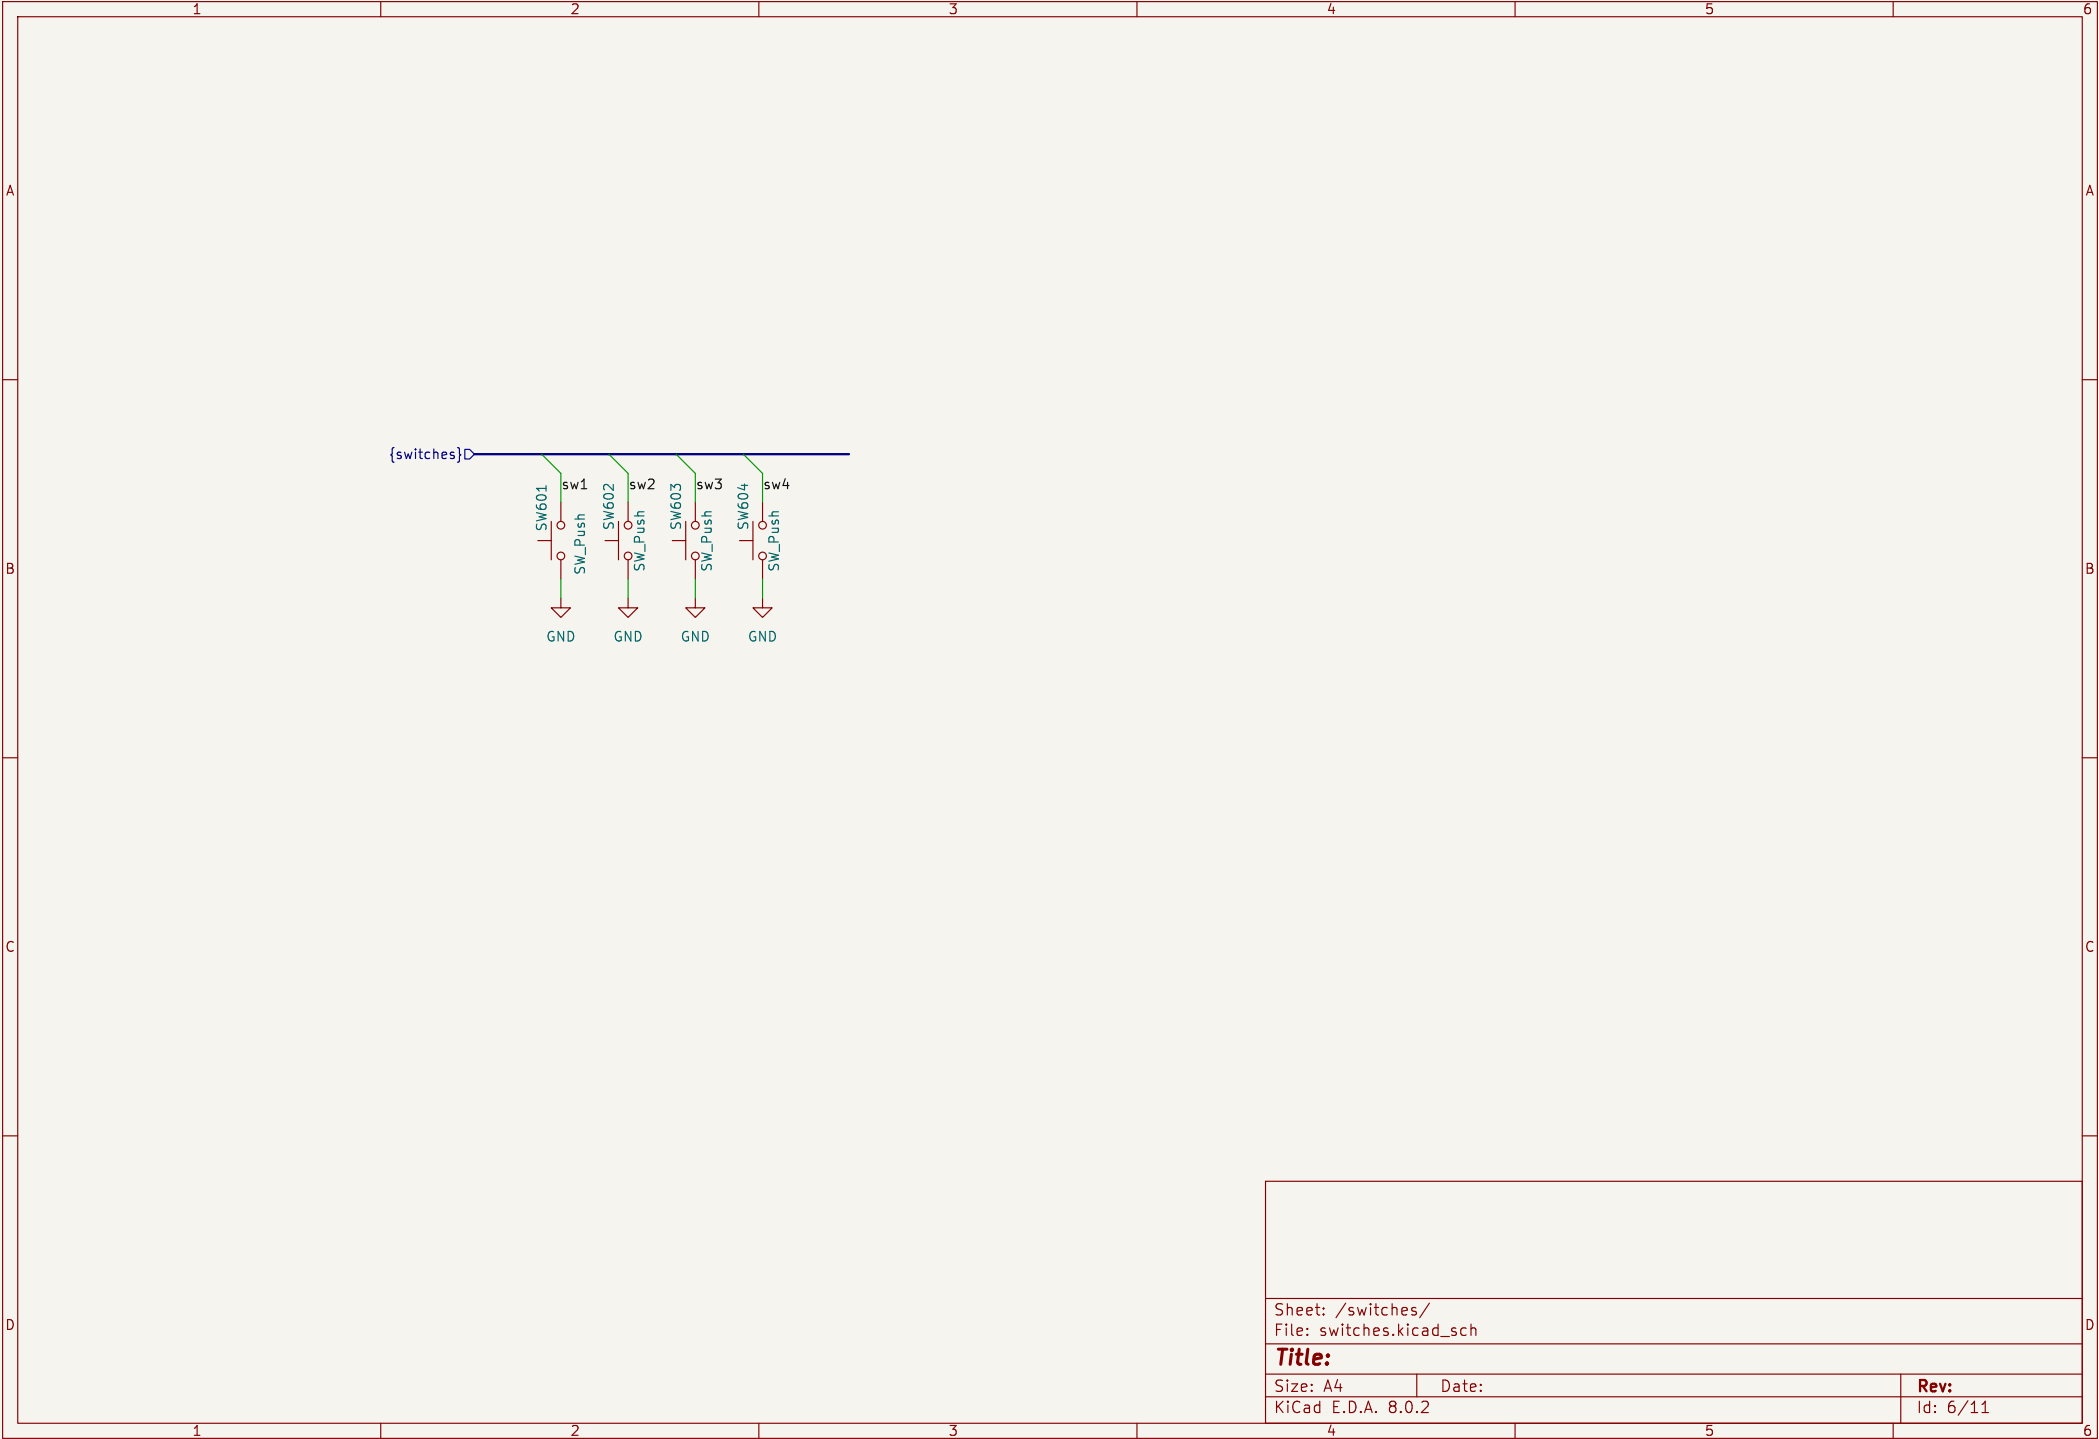 1 2 3 4 5 6
A A
{switches}
sw1 sw2 sw3 sw4
SW601 SW602 SW603 SW604
SW_Push SW_Push SW_Push SW_Push
B B
GND GND GND GND
C C
Sheet: /switches/
D D
File: switches.kicad_sch
Title:
Size: A4 Date: Rev:
KiCad E.D.A. 8.0.2 Id: 6/11
1 2 3 4 5 6